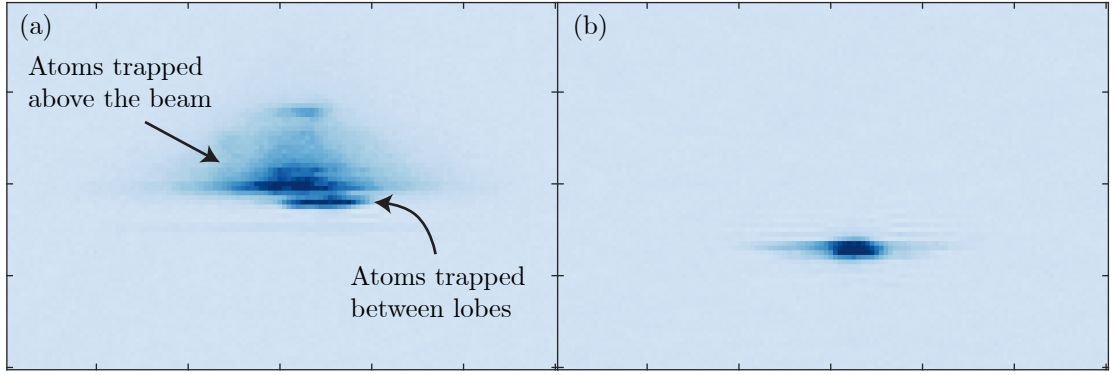 (a)
Atoms trapped
above the beam
Atoms trapped
between lobes
(b)